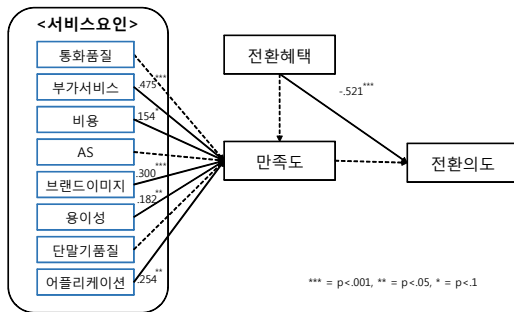 <서비스요인>
통화품질
부가서비스
비용
AS
브랜드이미지
용이성
단말기품질
어플리케이션
.475***
.154*
.300***
.182**
.254**
전환혜택
만족도
전환의도
-.521***
*** = p<.001, ** = p<.05, * = p<.1